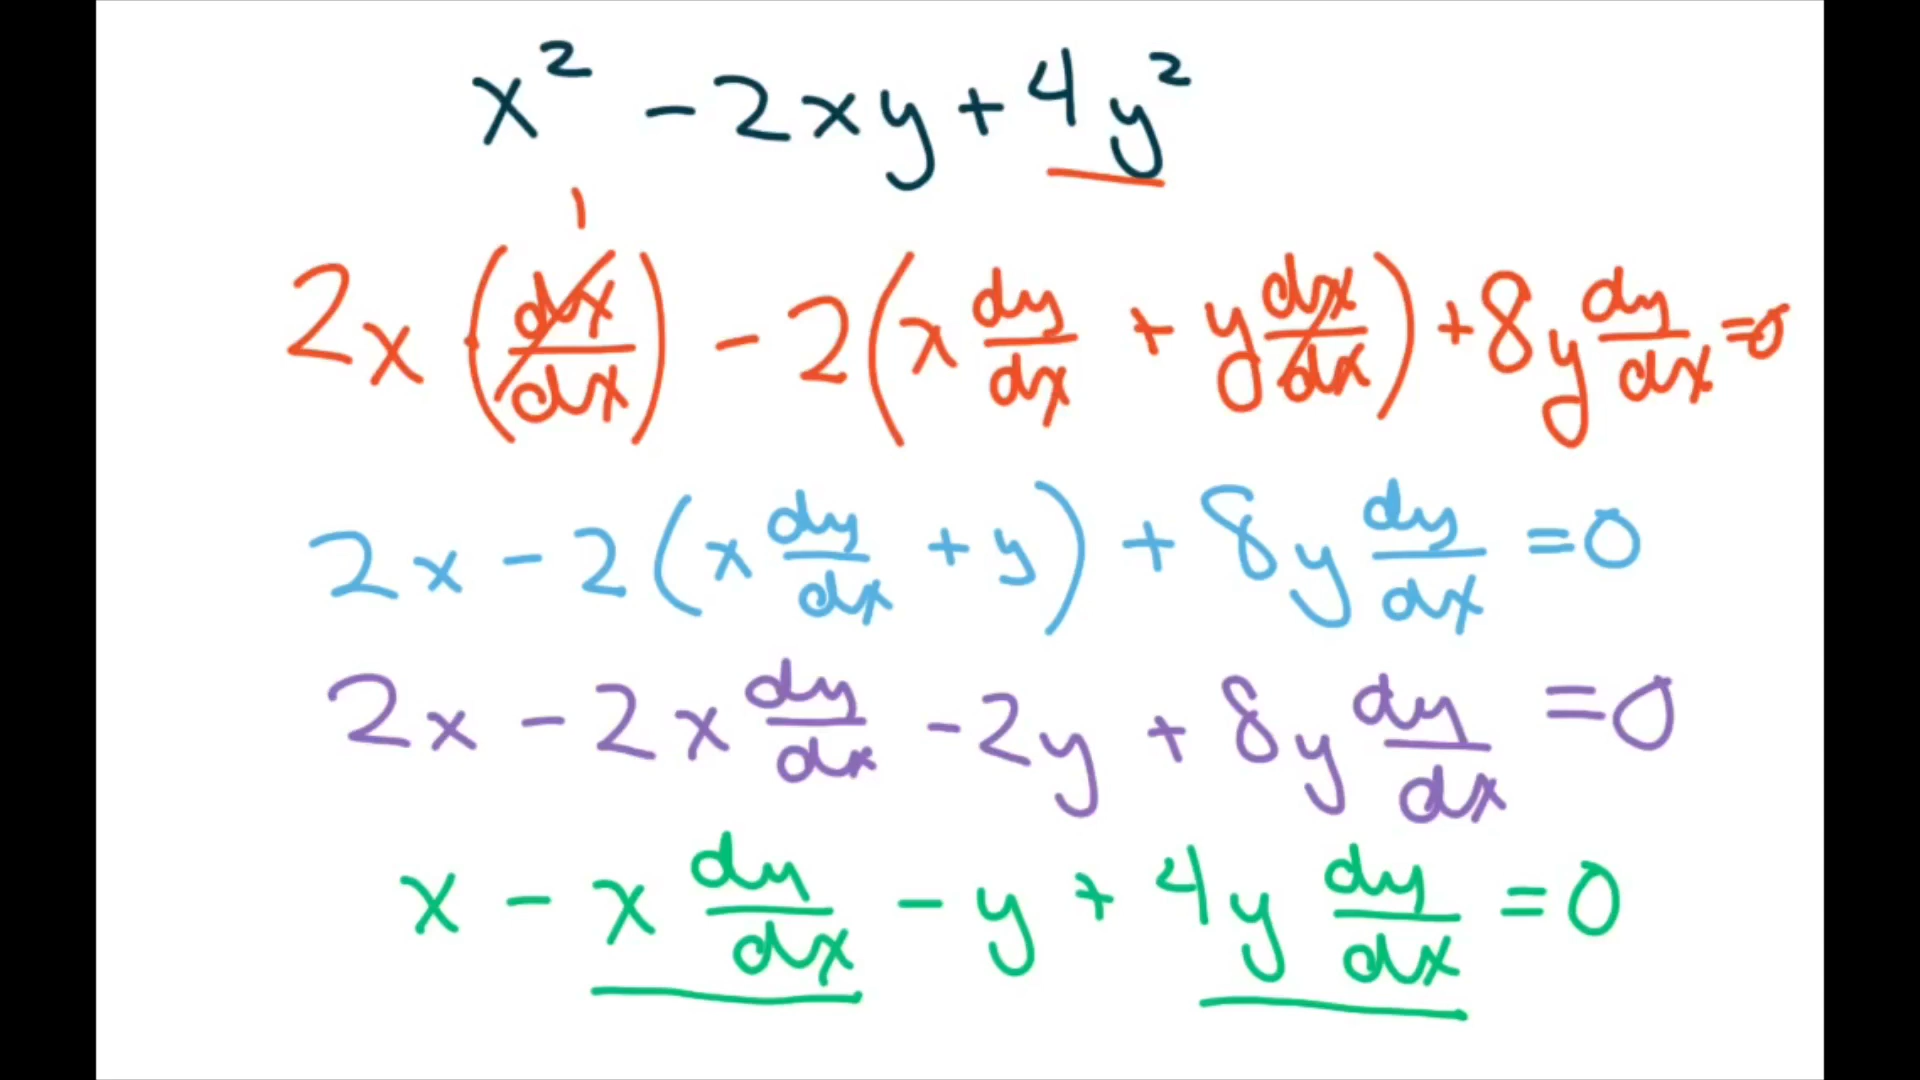 x² - 2xy + 4y²
1
2x (dx/dx) - 2(x dy/dx + y dx/dx) + 8y dy/dx = 0
2x - 2(x dy/dx + y) + 8y dy/dx = 0
2x - 2x dy/dx - 2y + 8y dy/dx = 0
x - x dy/dx - y + 4y dy/dx = 0